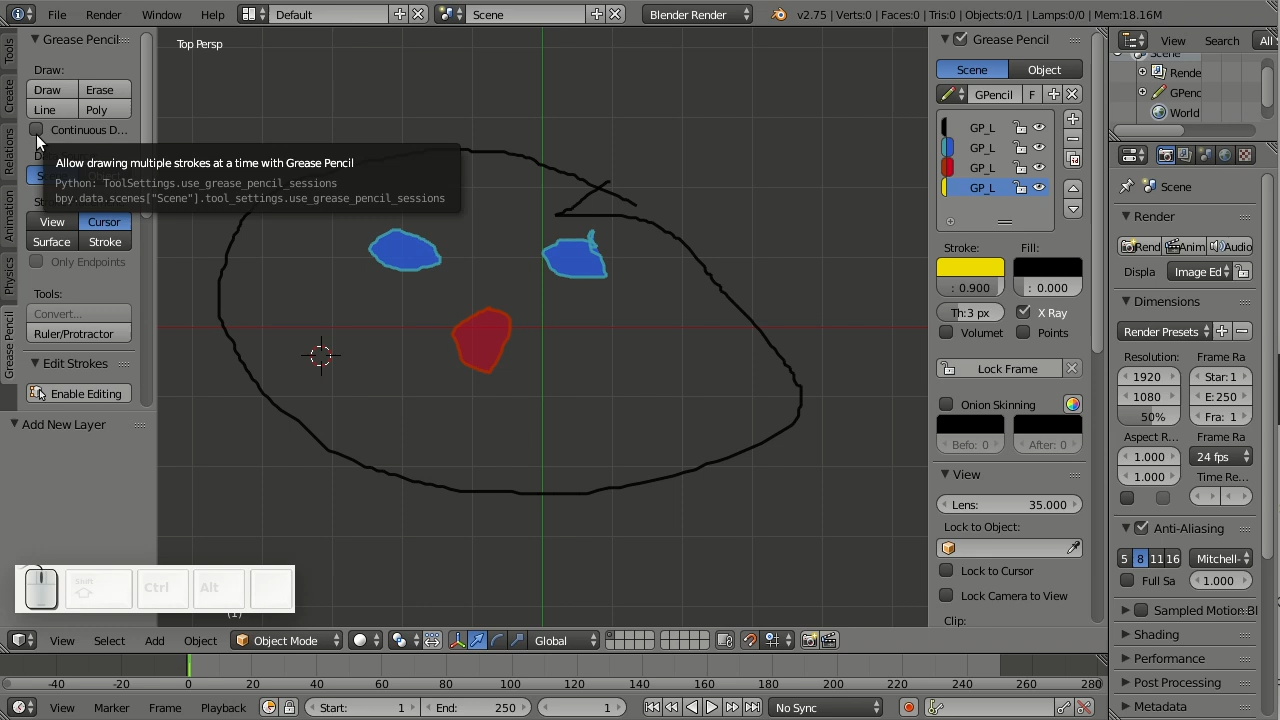 File Render Window Help Default Scene Blender Render v2.75 | Verts:0 | Faces:0 | Tris:0 | Objects:0/1 | Lamps:0/0 | Mem:18.16M
Tools
Create
Relations
Animation
Physics
Grease Pencil
Grease Pencil
Draw:
Draw Erase
Line Poly
Continuous D...
Allow drawing multiple strokes at a time with Grease Pencil
Python: ToolSettings.use_grease_pencil_sessions
bpy.data.scenes["Scene"].tool_settings.use_grease_pencil_sessions
View Cursor
Surface Stroke
Only Endpoints
Tools:
Convert...
Ruler/Protractor
Edit Strokes
Enable Editing
Add New Layer
Shift
Ctrl
Alt
Top Persp
(1)
Grease Pencil
Scene Object
GPencil F
GP_L
GP_L
GP_L
GP_L
Stroke: Fill:
: 0.900 : 0.000
Th:3 px X Ray
Volumet Points
Lock Frame
Onion Skinning
Befo: 0 After: 0
View
Lens: 35.000
Lock to Object:
Lock to Cursor
Lock Camera to View
Clip:
View Search All
Scene
Rende
GPenc
World
Scene
Render
Rend Anim Audio
Displa Image Ed
Dimensions
Render Presets
Resolution: Frame Ra
1920 Star: 1
1080 E: 250
50% Fra: 1
Aspect R... Frame Ra
1.000 24 fps
1.000 Time Re...
Anti-Aliasing
5 8 11 16 Mitchell-
Full Sa 1.000
Sampled Motion Bl
Shading
Performance
Post Processing
Metadata
View Select Add Object Object Mode Global
-40 -20 0 20 40 60 80 100 120 140 160 180 200 220 240 260 280
View Marker Frame Playback Start: 1 End: 250 1 No Sync